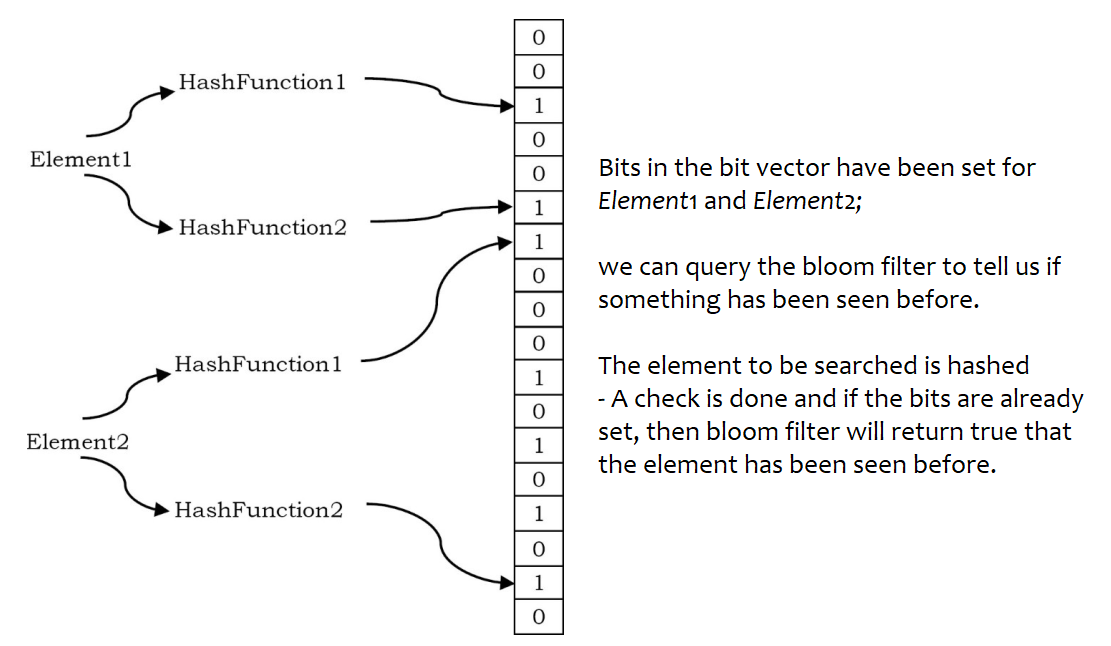 HashFunction1
Element1
HashFunction2
HashFunction1
Element2
HashFunction2
0
0
1
0
0
1
1
0
0
0
1
0
1
0
1
0
1
0
Bits in the bit vector have been set for
Element1 and Element2;
we can query the bloom filter to tell us if
something has been seen before.
The element to be searched is hashed
- A check is done and if the bits are already
set, then bloom filter will return true that
the element has been seen before.